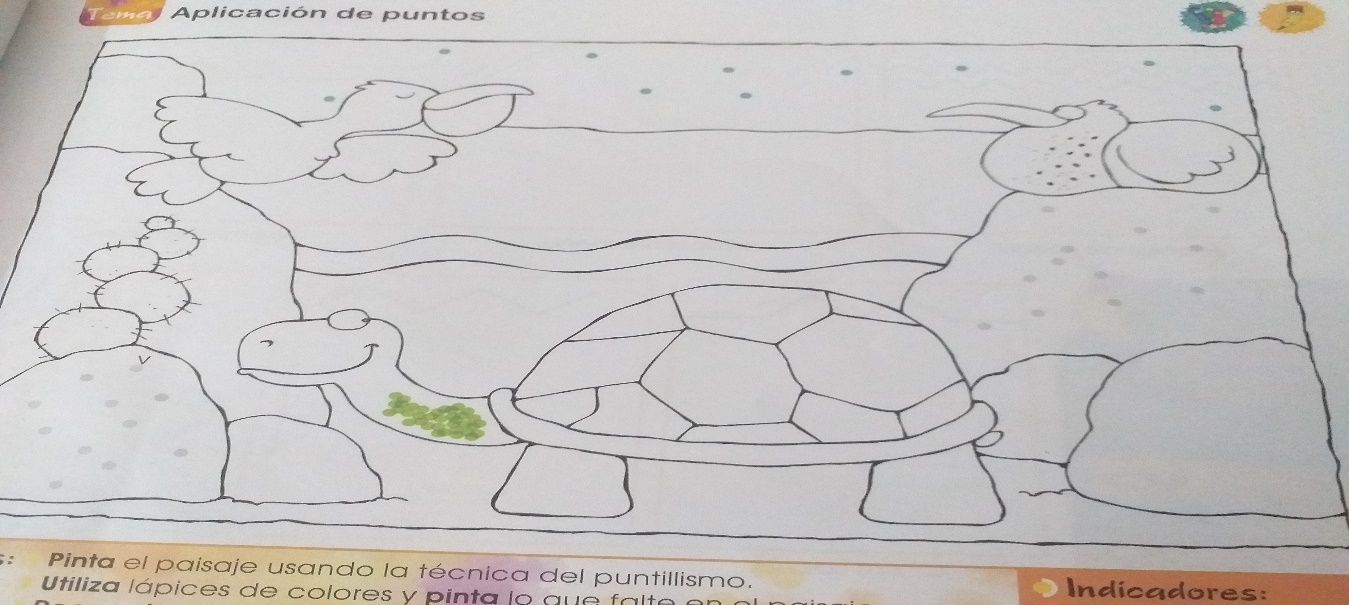 Tema Aplicación de puntos
s: Pinta el paisaje usando la técnica del puntillismo.
Utiliza lápices de colores y pinta lo que falte en el paisaje
Indicadores: